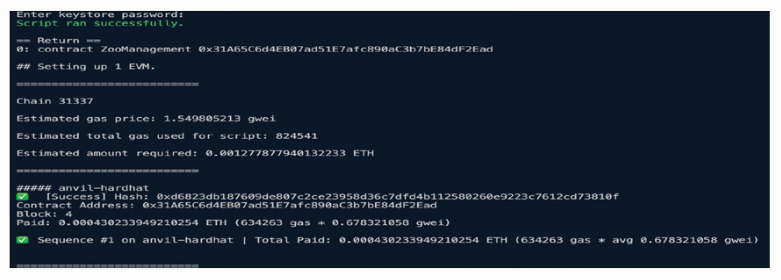 Enter keystore password:
Script ran successfully.
== Return ==
0: contract ZooManagement 0x31A65C6d4EB07ad51E7afc890aC3b7bE84dF2Ead
## Setting up 1 EVM.
==========================
Chain 31337
Estimated gas price: 1.549805213 gwei
Estimated total gas used for script: 824541
Estimated amount required: 0.001277877940132233 ETH
==========================
##### anvil-hardhat
✅  [Success] Hash: 0xd6823db187609de807c2ce23958d36c7dfd4b112580260e9223c7612cd73810f
Contract Address: 0x31A65C6d4EB07ad51E7afc890aC3b7bE84dF2Ead
Block: 4
Paid: 0.000430233949210254 ETH (634263 gas * 0.678321058 gwei)
✅ Sequence #1 on anvil-hardhat | Total Paid: 0.000430233949210254 ETH (634263 gas * avg 0.678321058 gwei)
==========================